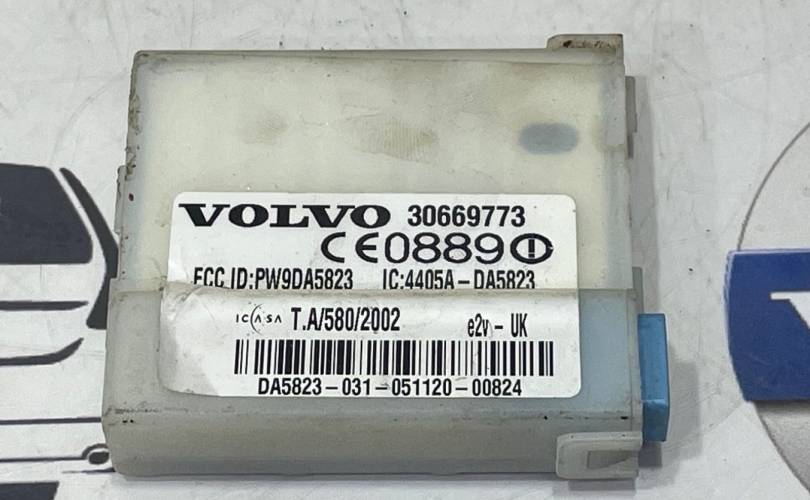 VOLVO 30669773
CE0889
FCC ID:PW9DA5823 IC:4405A-DA5823
ICASA T.A/580/2002 e2v - UK
DA5823-031-051120-00824